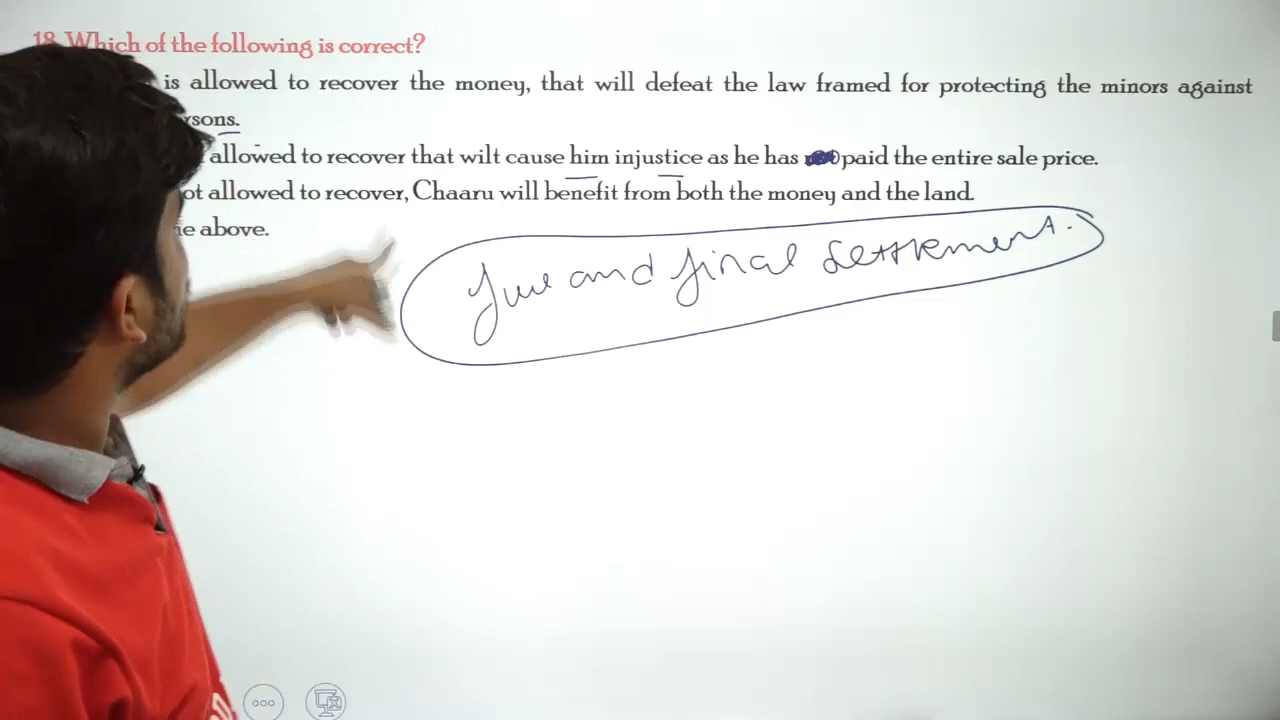 18. Which of the following is correct?
is allowed to recover the money, that will defeat the law framed for protecting the minors against
rsons.
allowed to recover that wilt cause him injustice as he has paid the entire sale price.
ot allowed to recover, Chaaru will benefit from both the money and the land.
e above.
and final settlement.